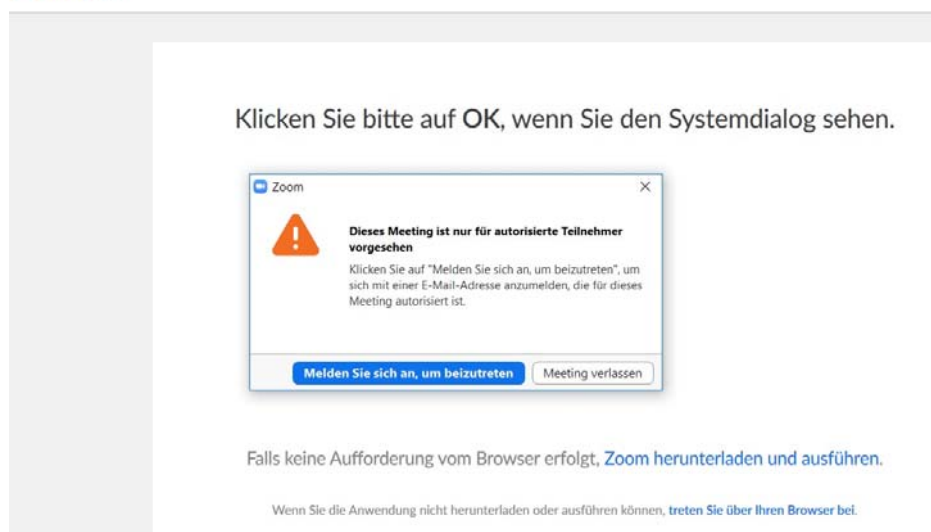 Klicken Sie bitte auf OK, wenn Sie den Systemdialog sehen.
Zoom
Dieses Meeting ist nur für autorisierte Teilnehmer
vorgesehen
Klicken Sie auf "Melden Sie sich an, um beizutreten", um
sich mit einer E-Mail-Adresse anzumelden, die für dieses
Meeting autorisiert ist.
Melden Sie sich an, um beizutreten
Meeting verlassen
Falls keine Aufforderung vom Browser erfolgt, Zoom herunterladen und ausführen.
Wenn Sie die Anwendung nicht herunterladen oder ausführen können, treten Sie über Ihren Browser bei.